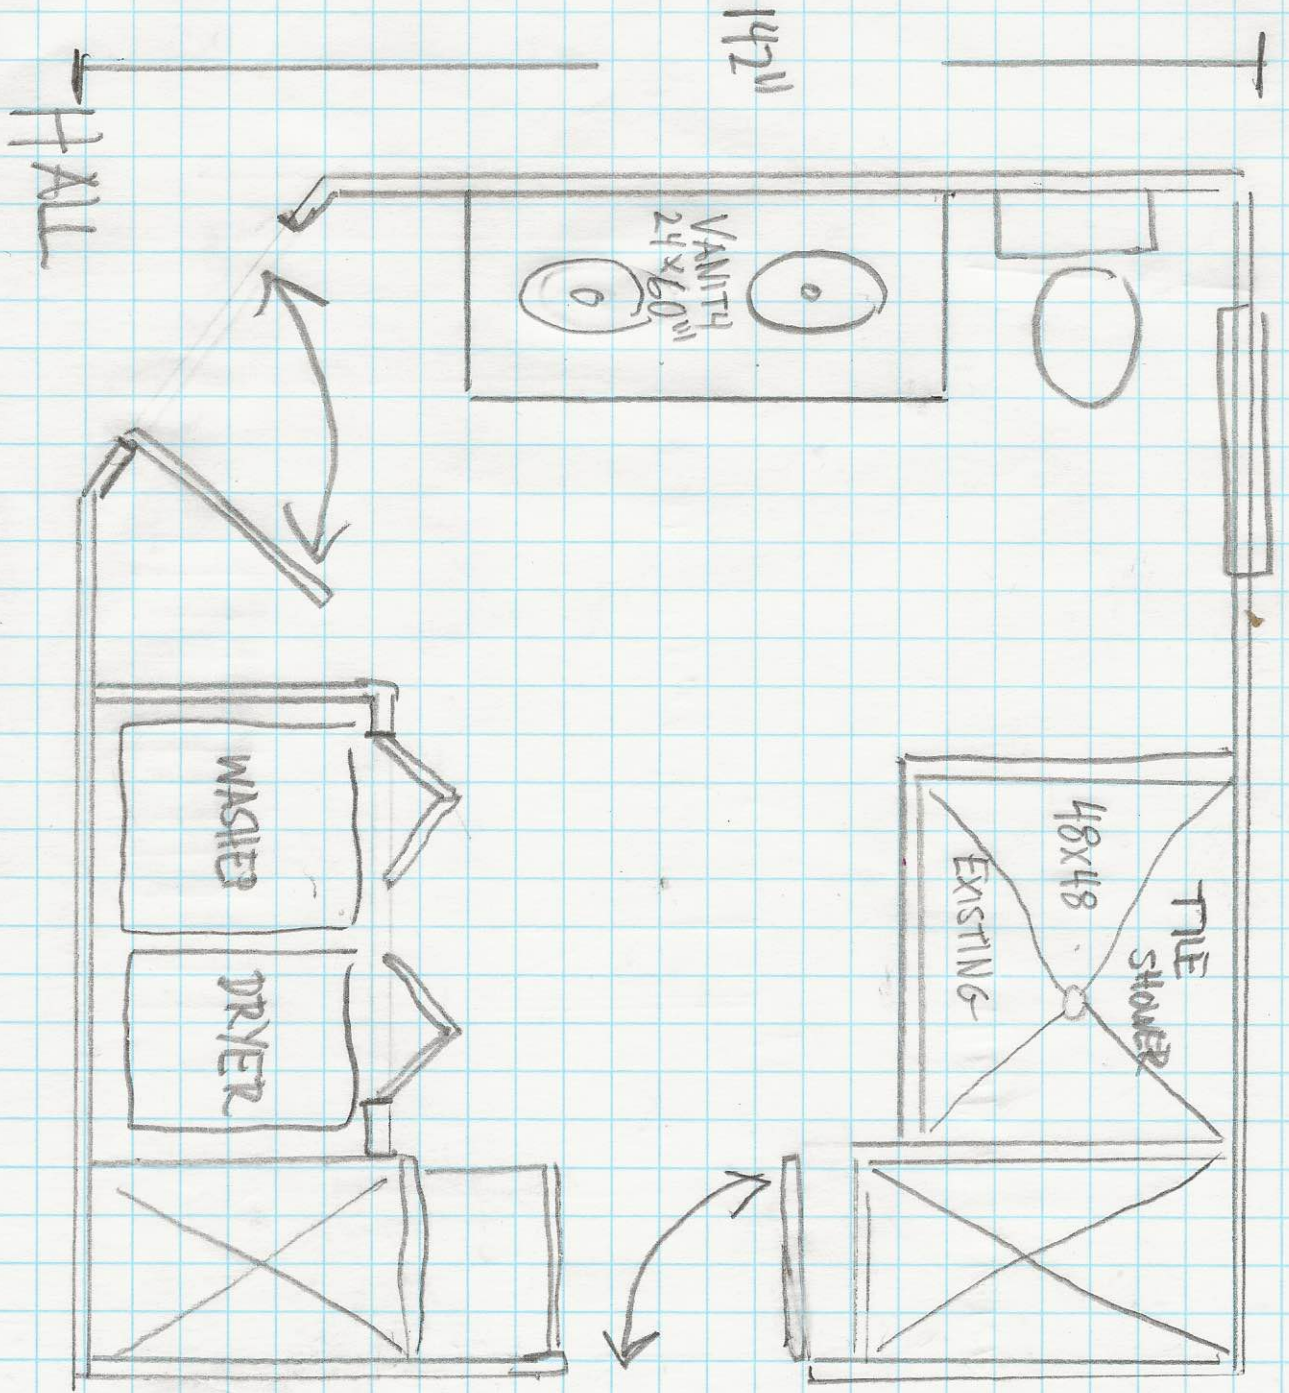 142"
HALL
VANITY
24x60"
TILE
SHOWER
48x48
EXISTING
WASHER
DRYER